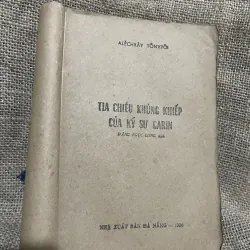 ALÊCHXÂY TÔNXTÔI
TIA CHIẾU KHỦNG KHIẾP
CỦA KỸ SƯ GARIN
NHÀ XUẤT BẢN ĐÀ NẴNG